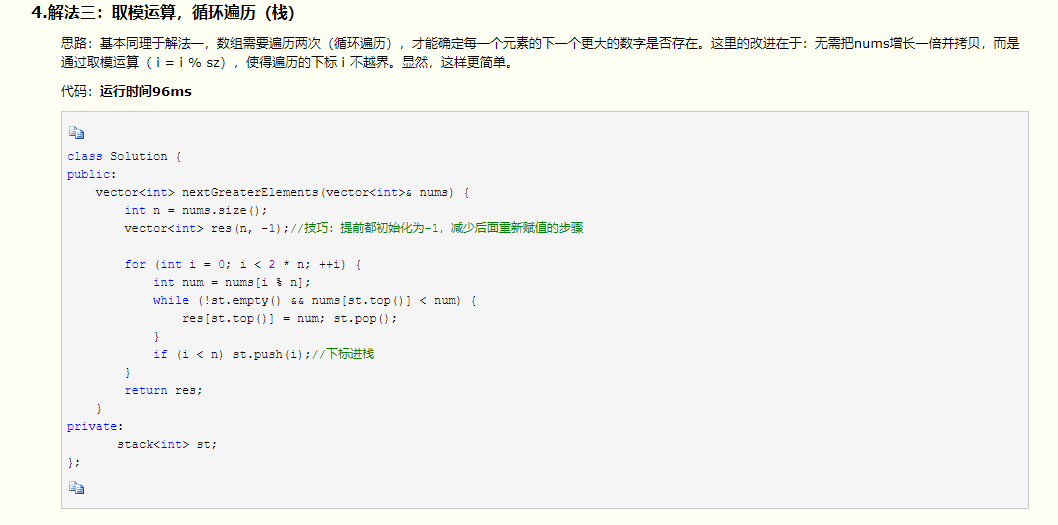 4.解法三：取模运算，循环遍历（栈）
思路：基本同理于解法一，数组需要遍历两次（循环遍历），才能确定每一个元素的下一个更大的数字是否存在。这里的改进在于：无需把nums增长一倍并拷贝，而是
通过取模运算（ i = i % sz），使得遍历的下标 i 不越界。显然，这样更简单。
代码：运行时间96ms
class Solution {
public:
    vector<int> nextGreaterElements(vector<int>& nums) {
        int n = nums.size();
        vector<int> res(n, -1);//技巧：提前都初始化为-1，减少后面重新赋值的步骤
        for (int i = 0; i < 2 * n; ++i) {
            int num = nums[i % n];
            while (!st.empty() && nums[st.top()] < num) {
                res[st.top()] = num; st.pop();
            }
            if (i < n) st.push(i);//下标进栈
        }
        return res;
    }
private:
       stack<int> st;
};